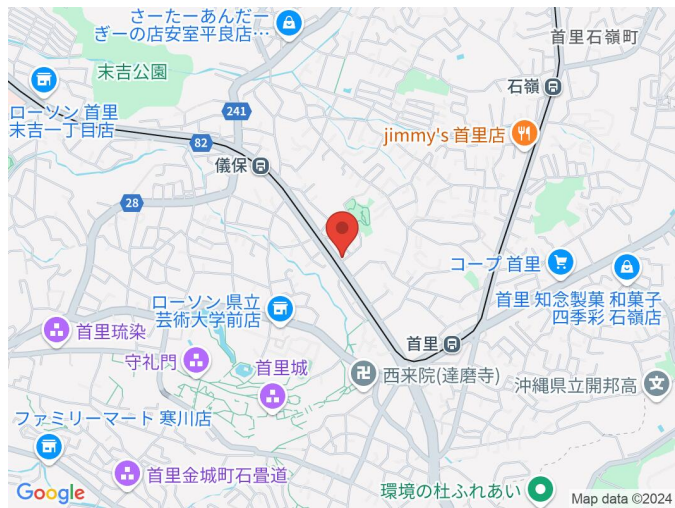 さーたーあんだー
ぎーの店安室平良店…
首里石嶺町
末吉公園
石嶺
ローソン 首里
末吉一丁目店
241
jimmy's 首里店
82
儀保
28
コープ 首里
首里 知念製菓 和菓子
四季彩 石嶺店
ローソン 県立
芸術大学前店
首里琉染
首里
守礼門
首里城
西来院(達磨寺)
沖縄県立開邦高
ファミリーマート 寒川店
首里金城町石畳道
環境の杜ふれあい
Google
Map data ©2024